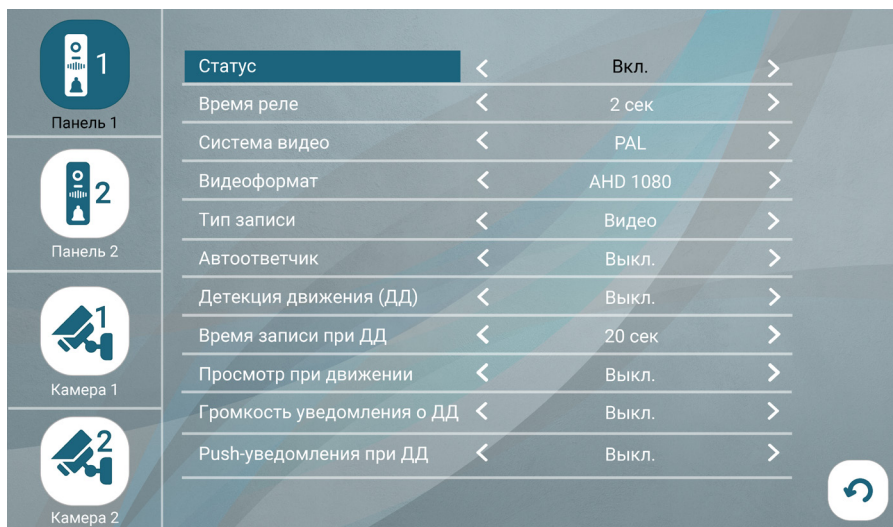 1
Панель 1
2
Панель 2
1
Камера 1
2
Камера 2
Статус Вкл.
Время реле 2 сек
Система видео PAL
Видеоформат AHD 1080
Тип записи Видео
Автоответчик Выкл.
Детекция движения (ДД) Выкл.
Время записи при ДД 20 сек
Просмотр при движении Выкл.
Громкость уведомления о ДД Выкл.
Push-уведомления при ДД Выкл.